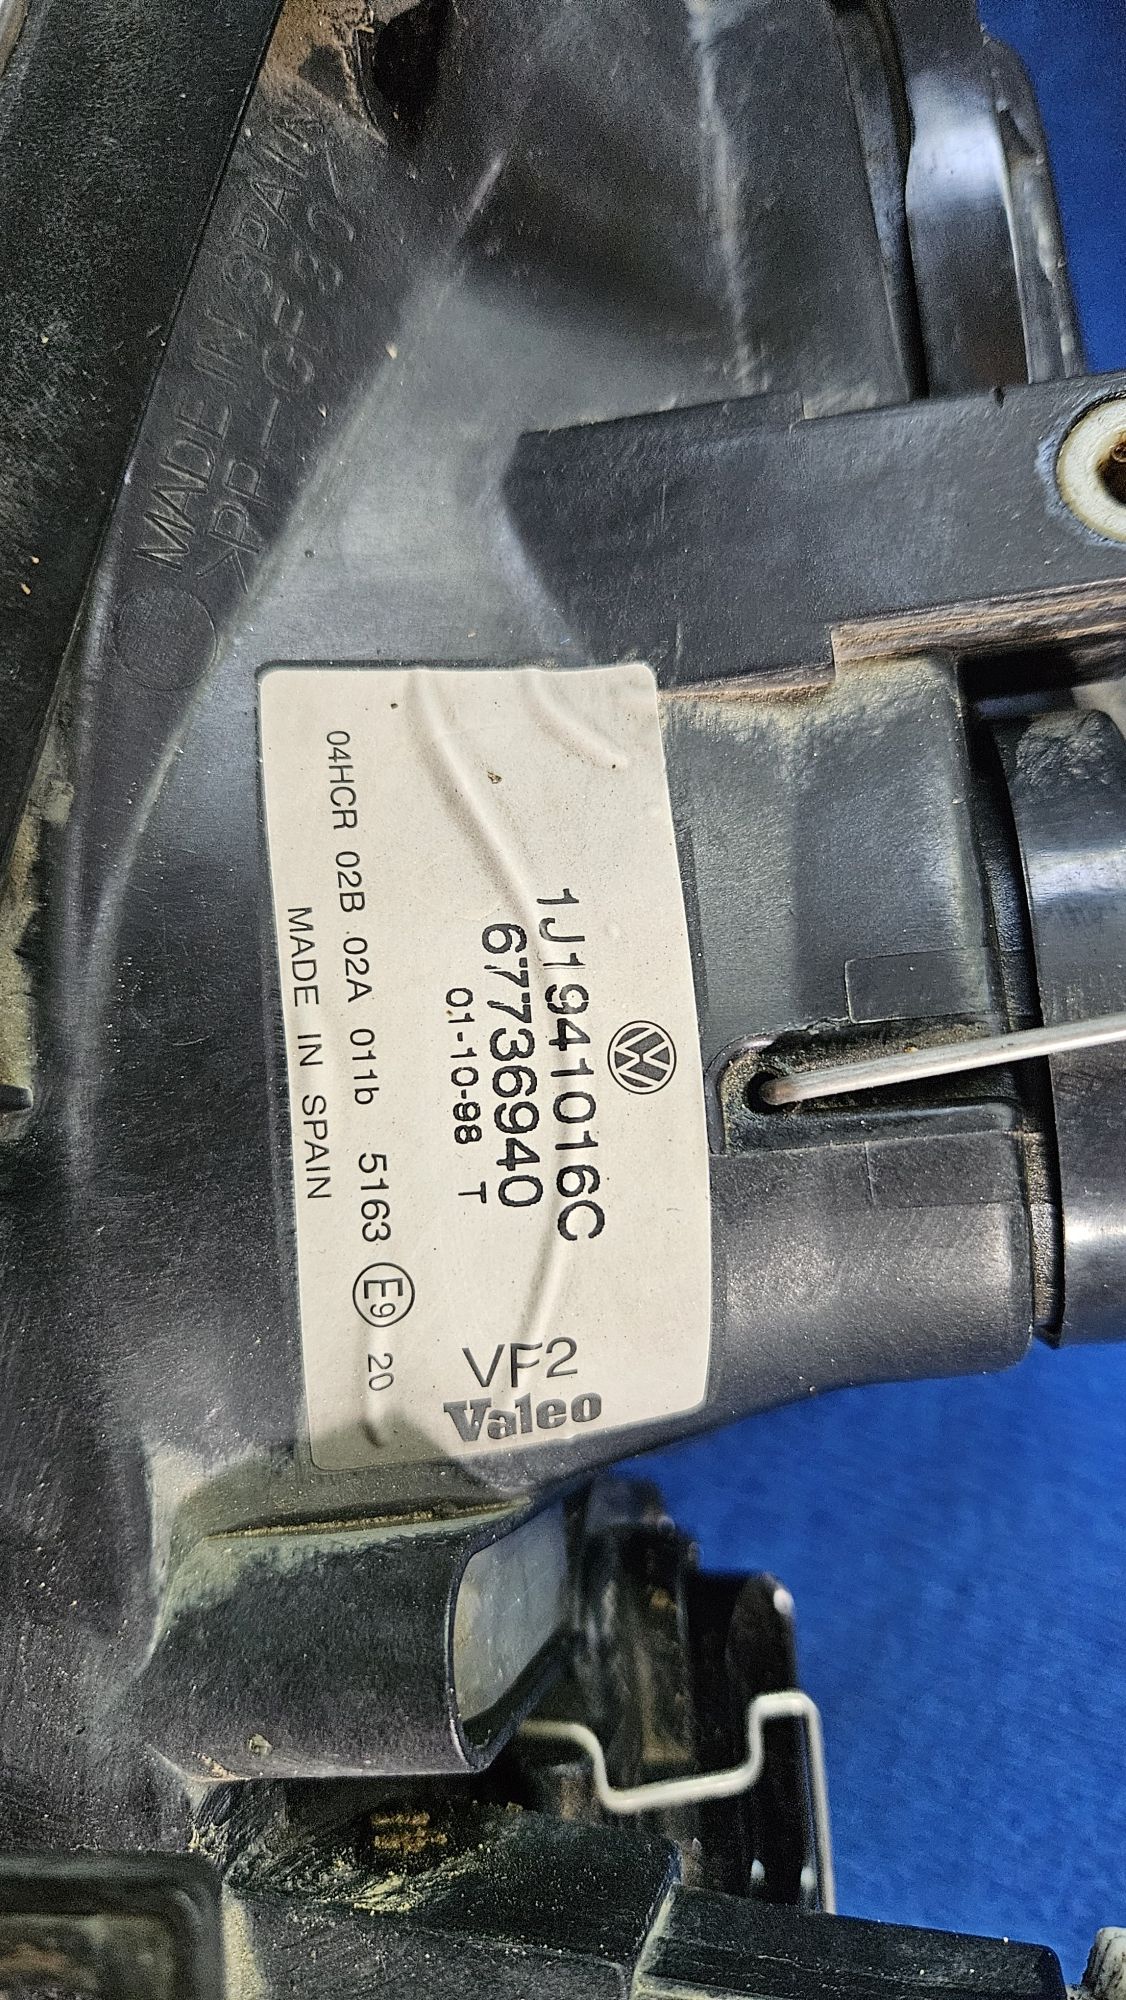 MADE IN SPAIN
>PP-GF30
1J1941016C
67736940
01-10-98 T
VF2
Valeo
04HCR 02B 02A 011b 5163 E9 20
MADE IN SPAIN